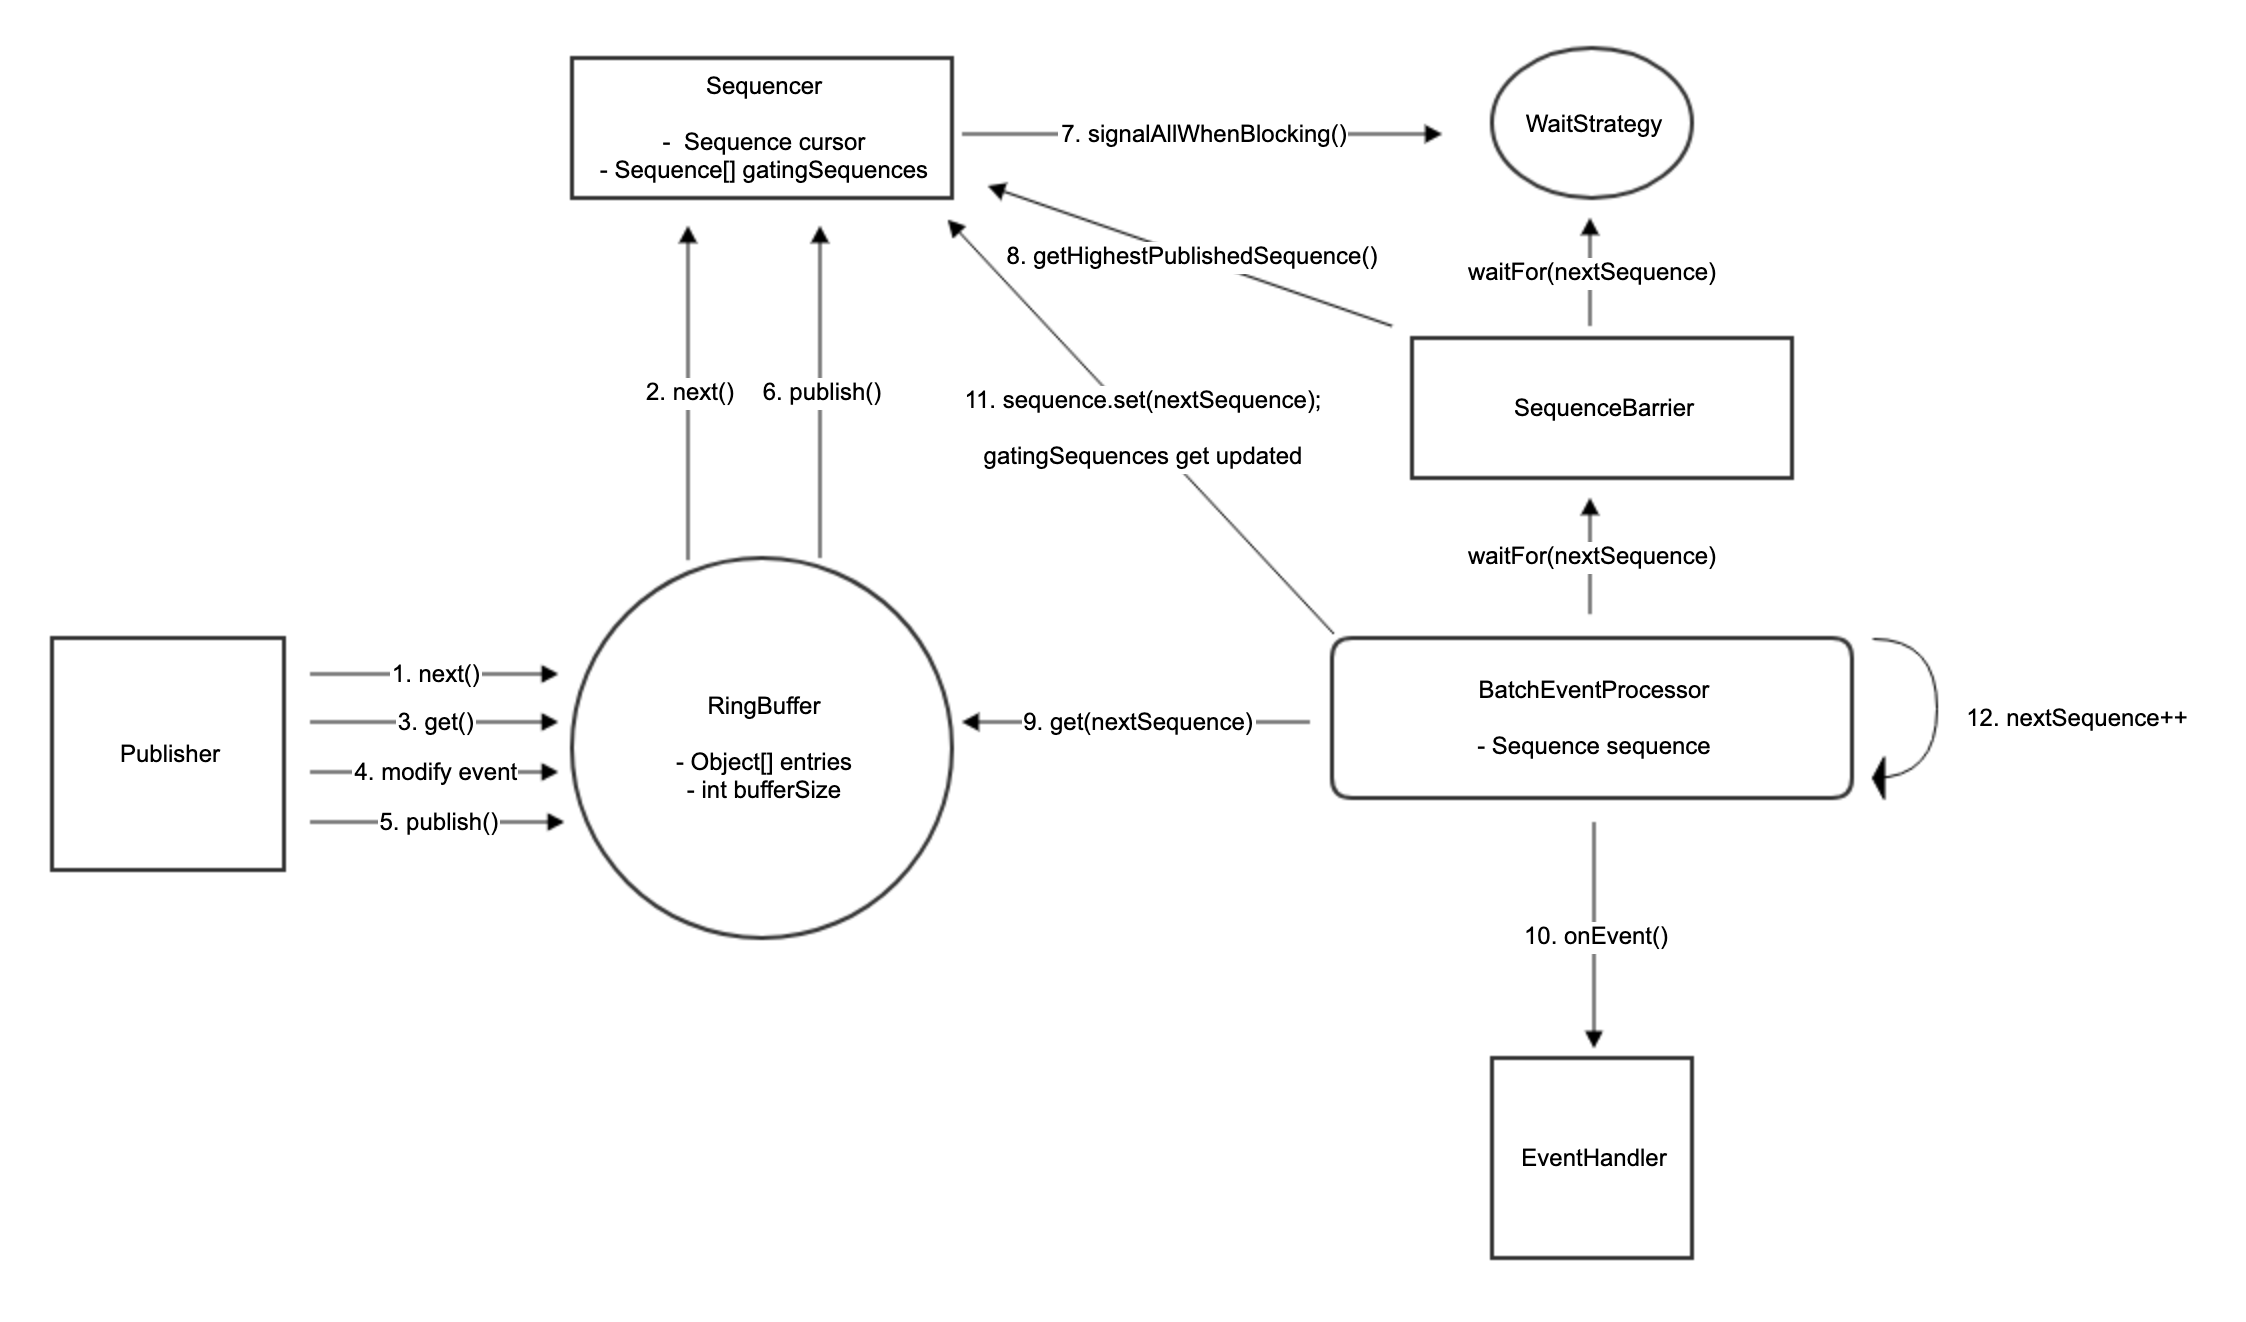 Sequencer
- Sequence cursor
- Sequence[] gatingSequences
7. signalAllWhenBlocking()
WaitStrategy
8. getHighestPublishedSequence()
waitFor(nextSequence)
2. next()
6. publish()
11. sequence.set(nextSequence);
gatingSequences get updated
SequenceBarrier
waitFor(nextSequence)
Publisher
1. next()
3. get()
4. modify event
5. publish()
RingBuffer
- Object[] entries
- int bufferSize
9. get(nextSequence)
BatchEventProcessor
- Sequence sequence
12. nextSequence++
10. onEvent()
EventHandler